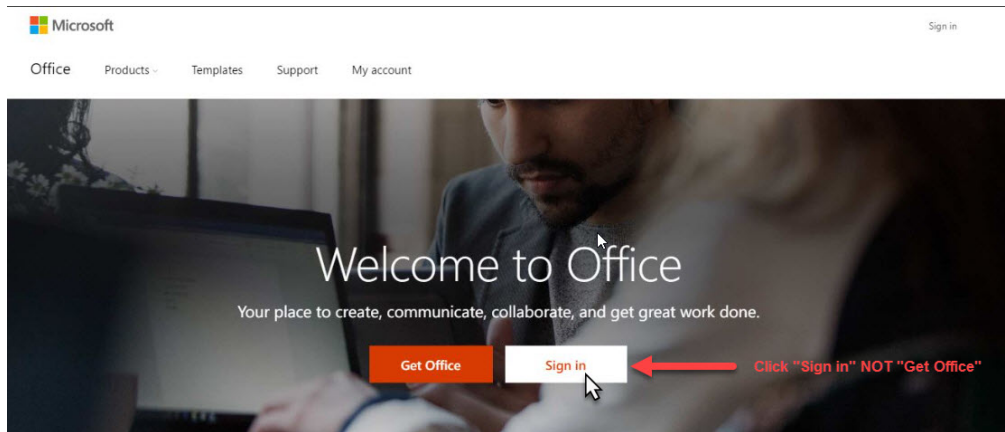 Microsoft
Sign in
Office Products Templates Support My account
Welcome to Office
Your place to create, communicate, collaborate, and get great work done.
Get Office Sign in Click "Sign in" NOT "Get Office"